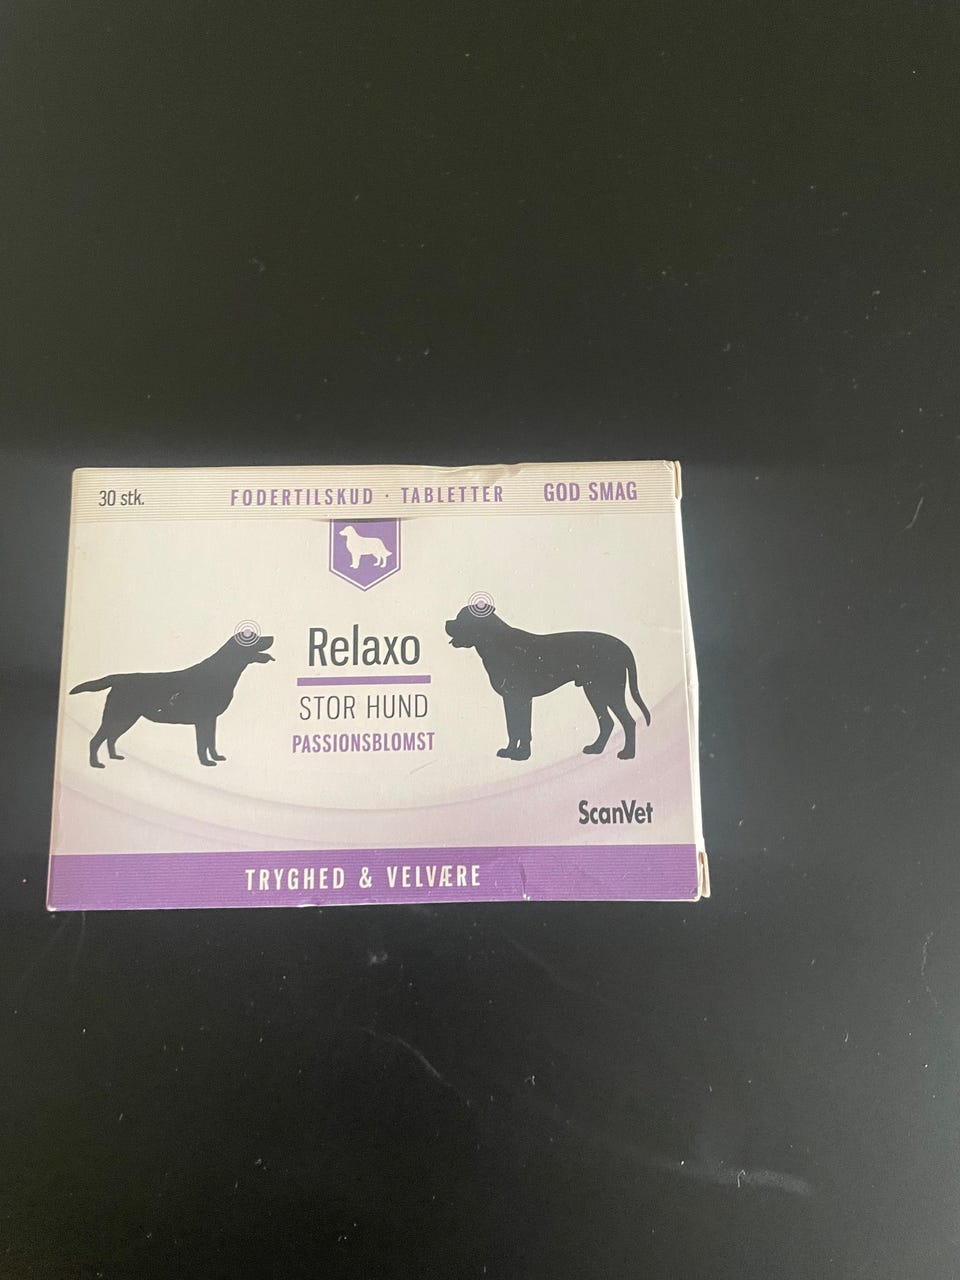 30 stk.
FODERTILSKUD · TABLETTER
GOD SMAG
Relaxo
STOR HUND
PASSIONSBLOMST
ScanVet
TRYGHED & VELVÆRE